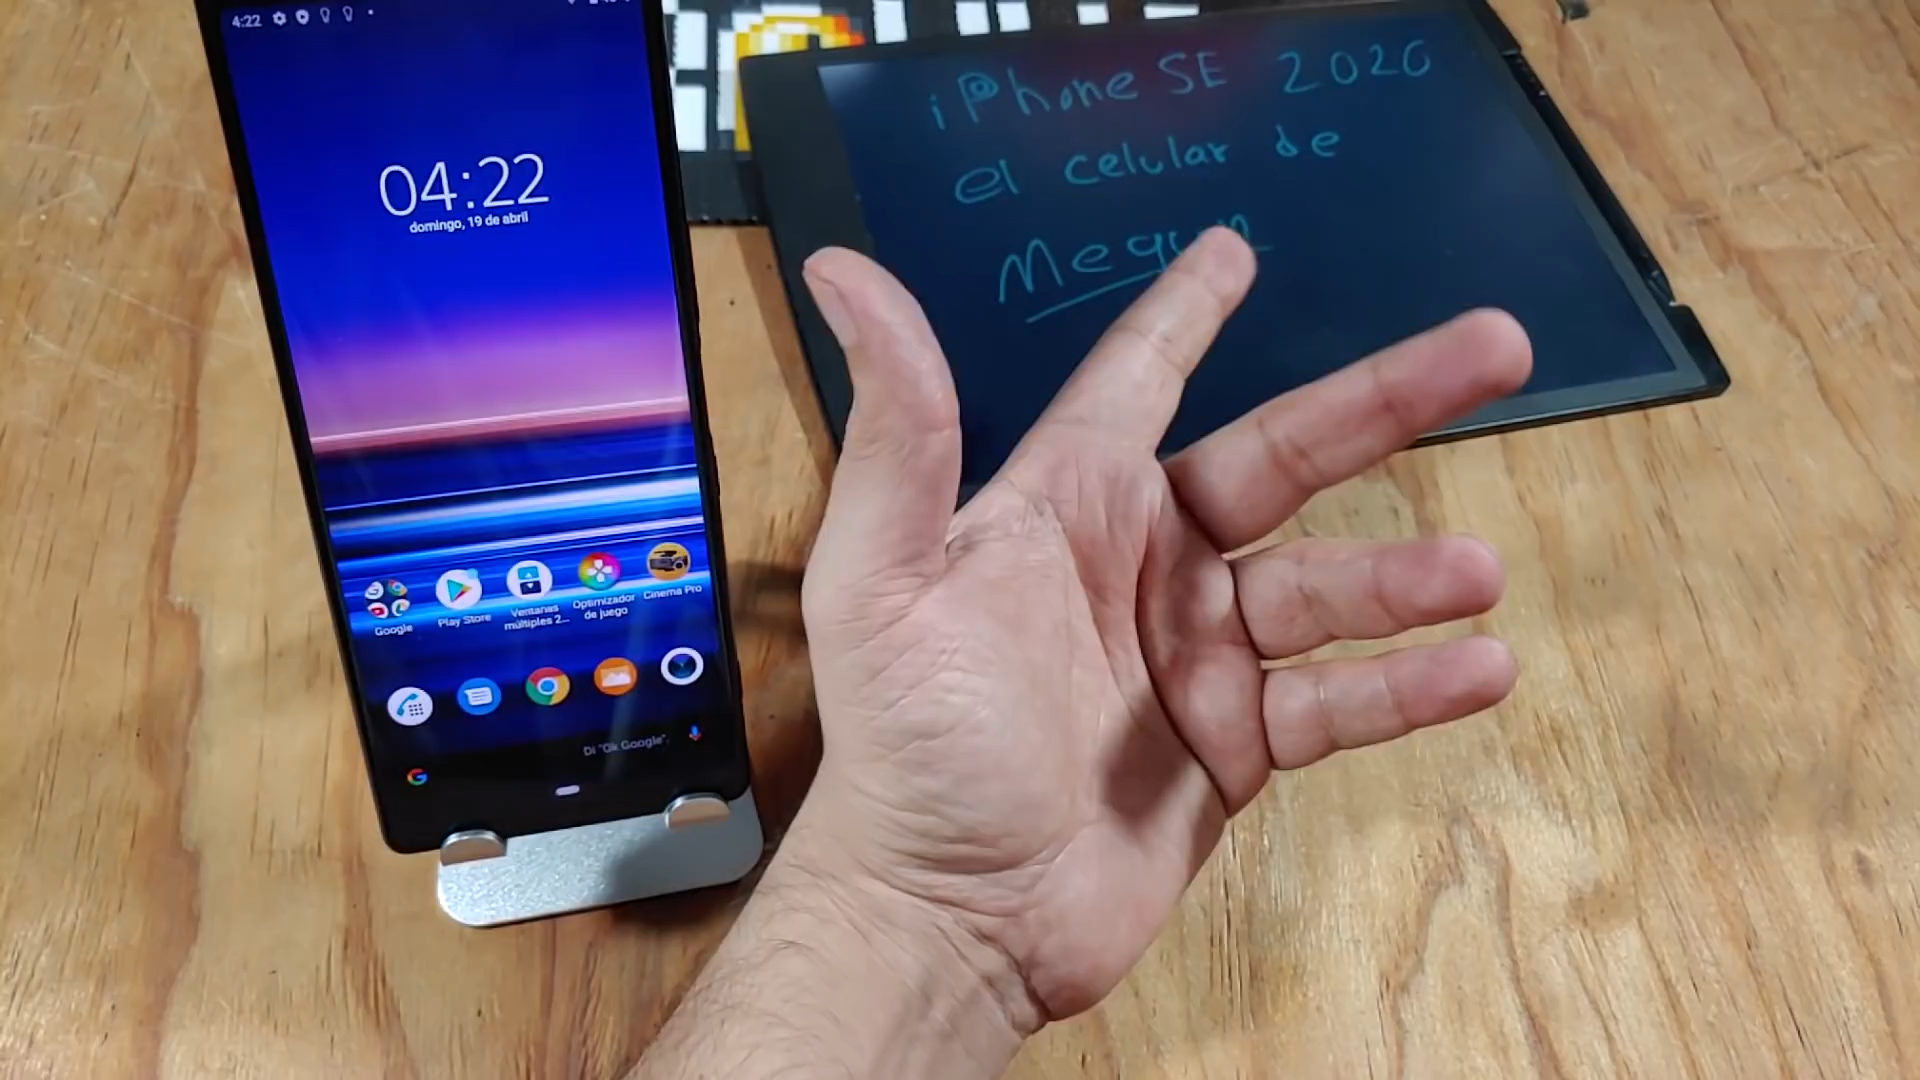 4:22
04:22
domingo, 19 de abril
Google
Play Store
Ventanas múltiples 2...
Optimizador de juego
Cinema Pro
Di "Ok Google".
iPhone SE 2020
el celular de